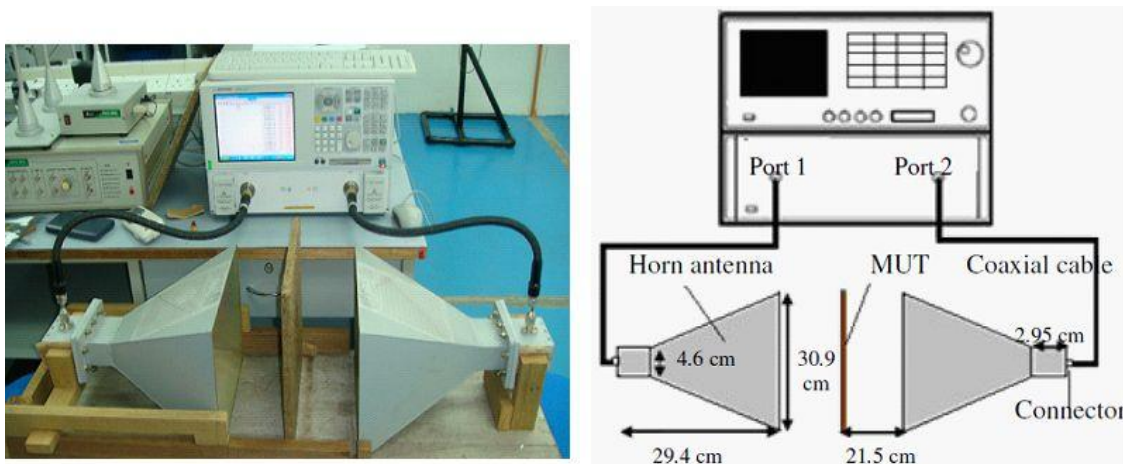 Port 1
Port 2
Horn antenna
MUT
Coaxial cable
2.95 cm
4.6 cm
30.9
cm
Connector
29.4 cm
21.5 cm